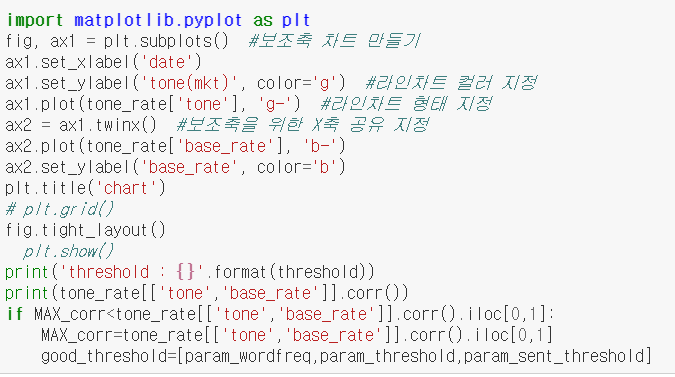 import matplotlib.pyplot as plt
fig, ax1 = plt.subplots()  #보조축 차트 만들기
ax1.set_xlabel('date')
ax1.set_ylabel('tone(mkt)', color='g')  #라인차트 컬러 지정
ax1.plot(tone_rate['tone'], 'g-')  #라인차트 형태 지정
ax2 = ax1.twinx()  #보조축을 위한 X축 공유 지정
ax2.plot(tone_rate['base_rate'], 'b-')
ax2.set_ylabel('base_rate', color='b')
plt.title('chart')
# plt.grid()
fig.tight_layout()
  plt.show()
print('threshold : {}'.format(threshold))
print(tone_rate[['tone','base_rate']].corr())
if MAX_corr<tone_rate[['tone','base_rate']].corr().iloc[0,1]:
    MAX_corr=tone_rate[['tone','base_rate']].corr().iloc[0,1]
    good_threshold=[param_wordfreq,param_threshold,param_sent_threshold]